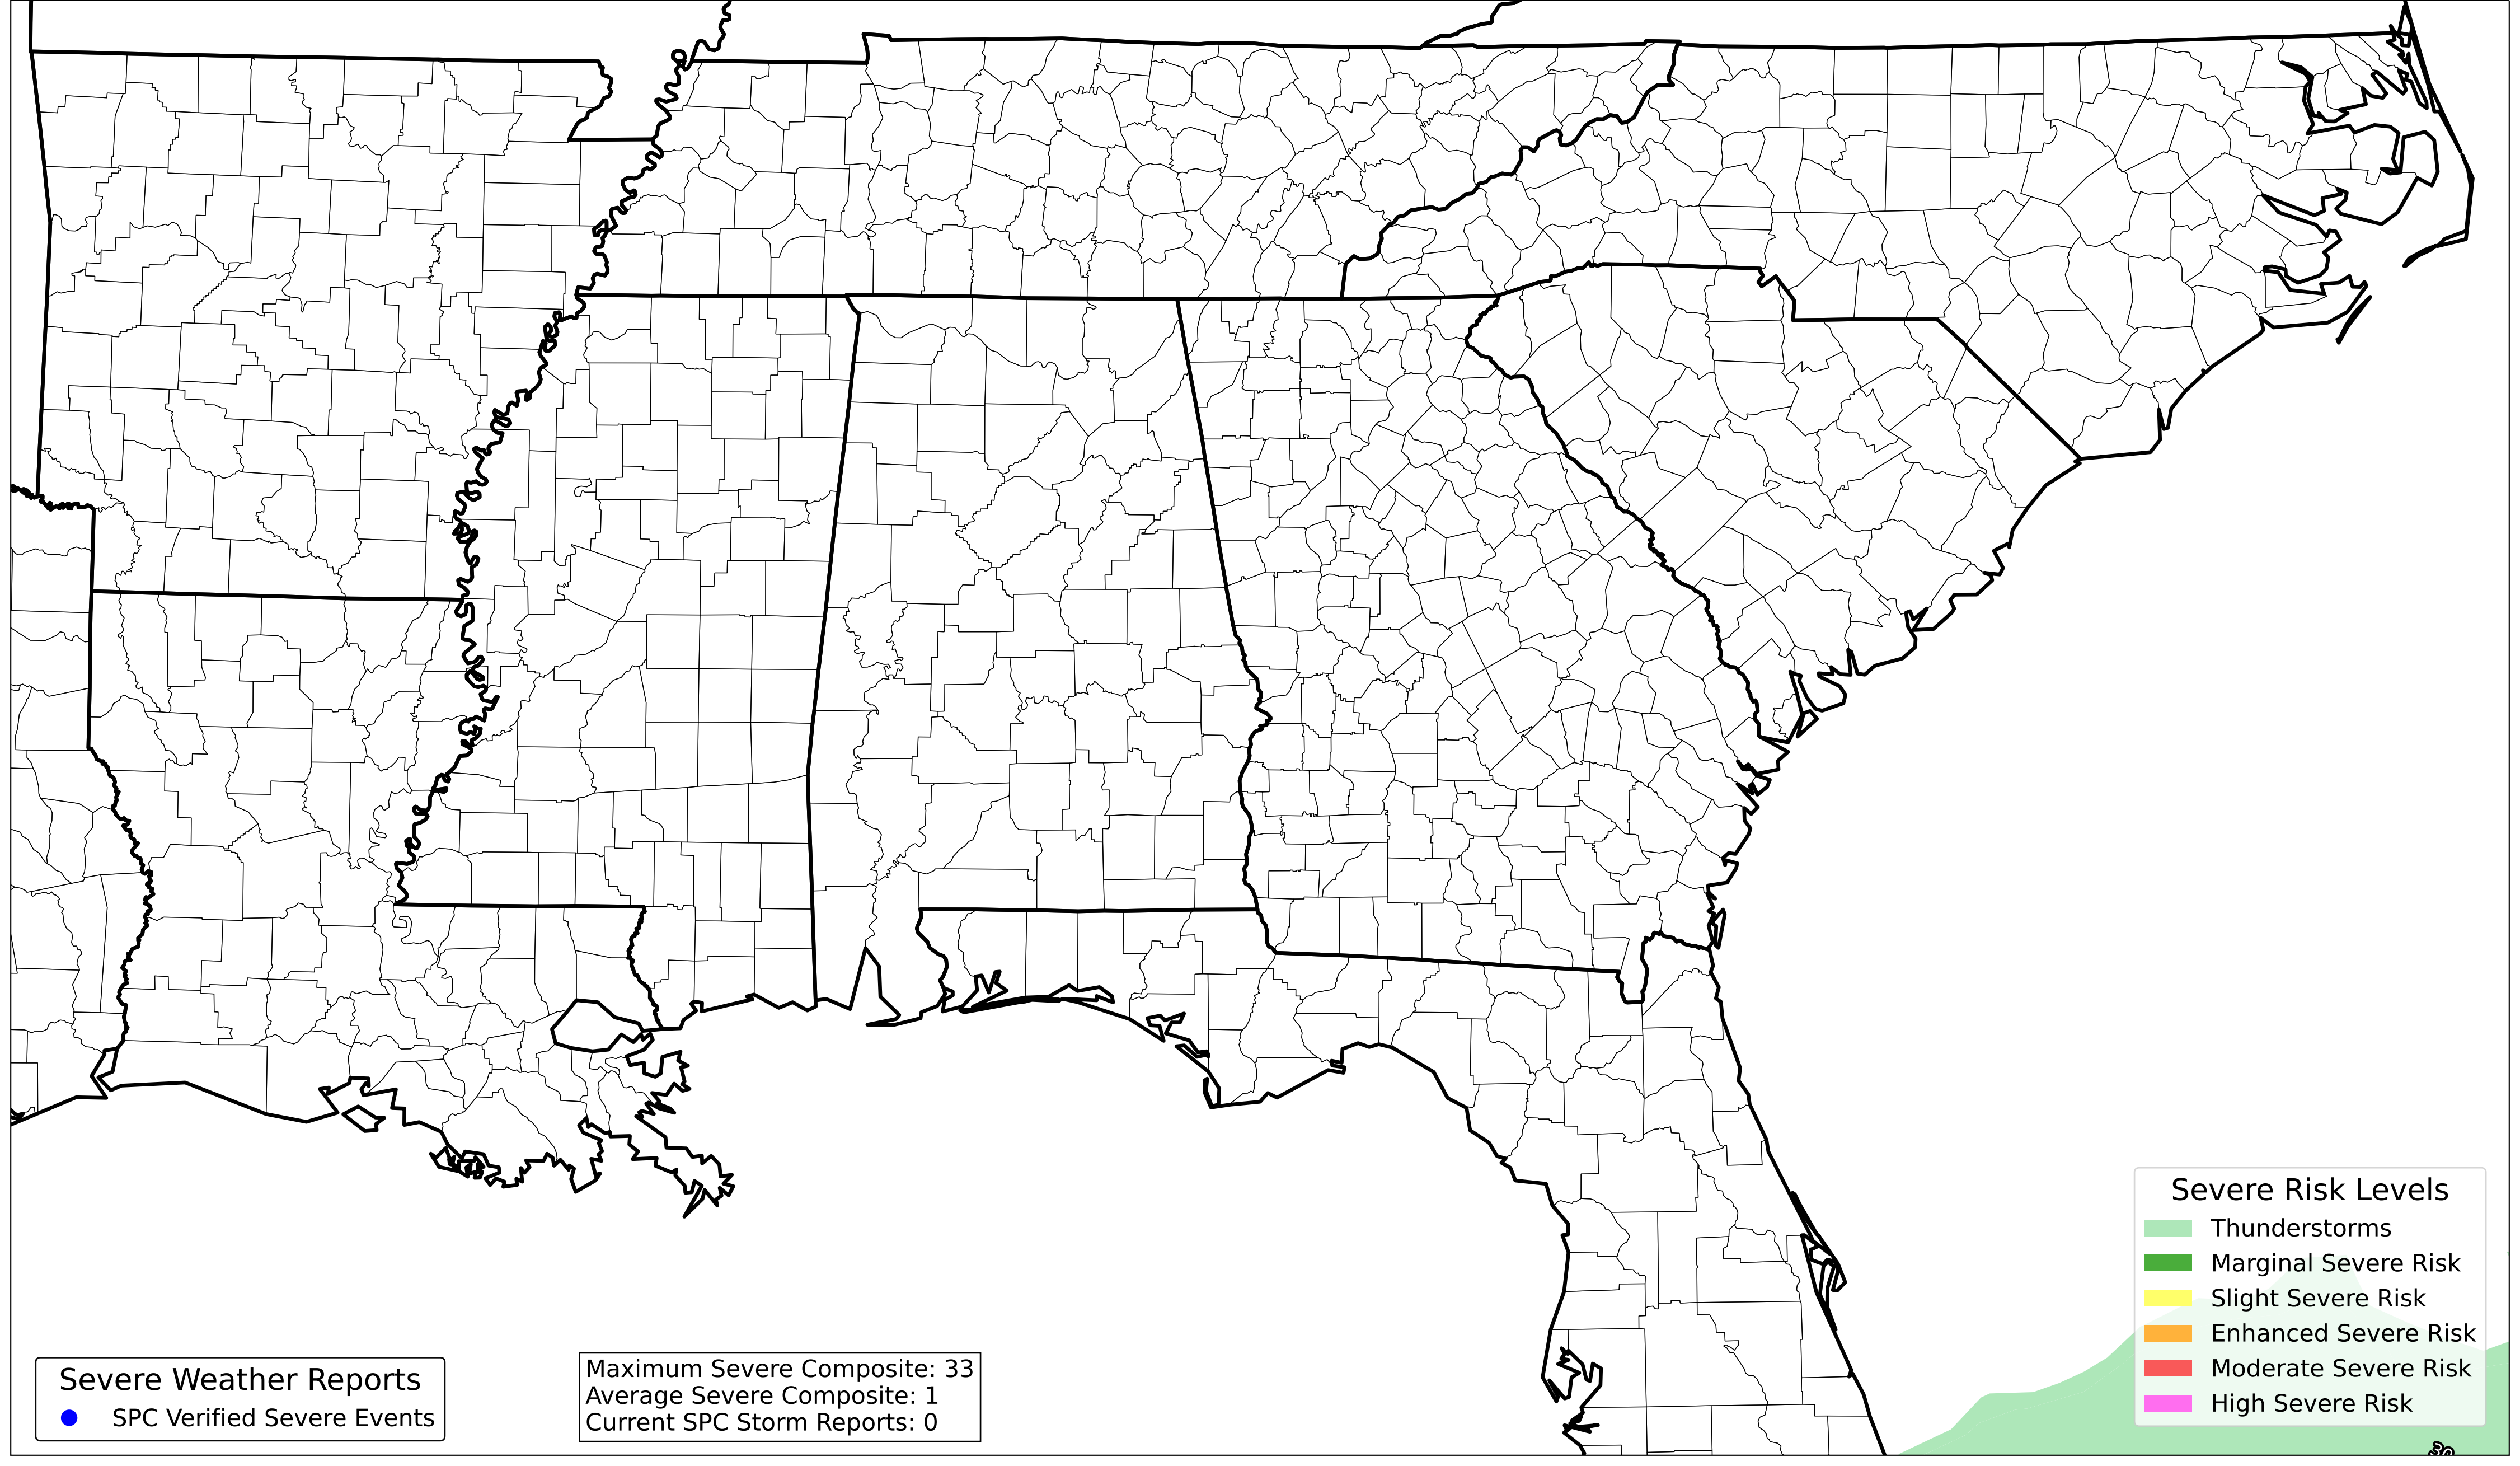 Severe Risk Levels
Thunderstorms
Marginal Severe Risk
Slight Severe Risk
Enhanced Severe Risk
Moderate Severe Risk
High Severe Risk
Severe Weather Reports
SPC Verified Severe Events
Maximum Severe Composite: 33
Average Severe Composite: 1
Current SPC Storm Reports: 0
30